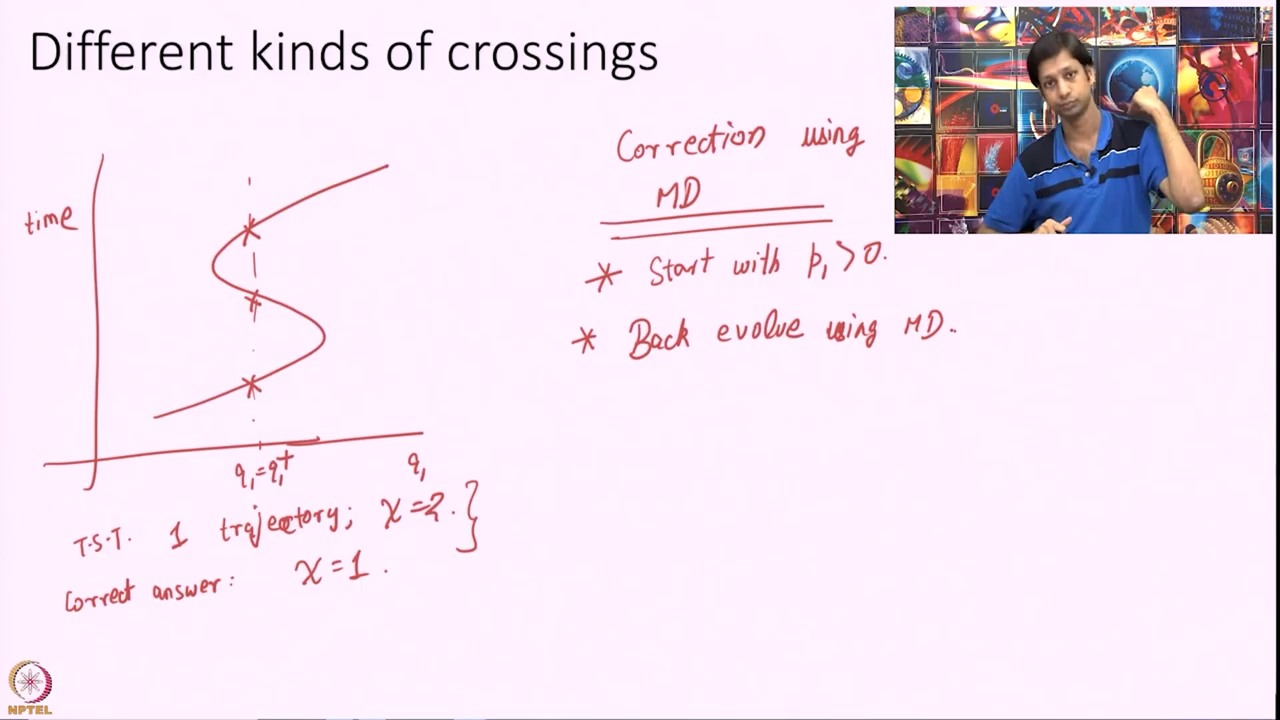 Different kinds of crossings
time
q₁=q₁†
q₁
T.S.T. 1 trajectory; χ=2.}
Correct answer: χ=1.
Correction using
MD
* Start with p₁>0.
* Back evolve using MD.
NPTEL